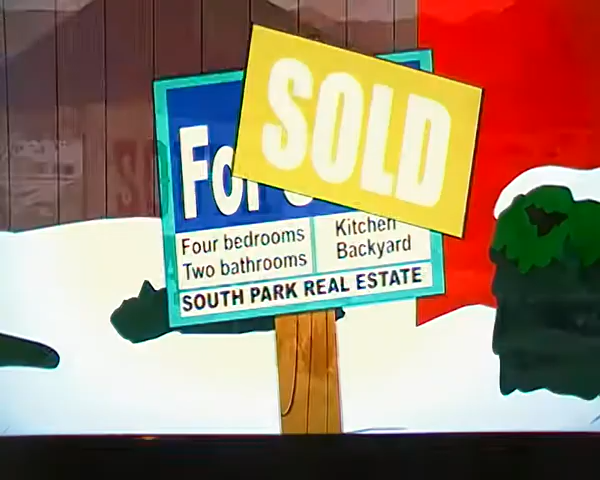 SOLD
For S
Four bedrooms
Two bathrooms
Kitchen
Backyard
SOUTH PARK REAL ESTATE